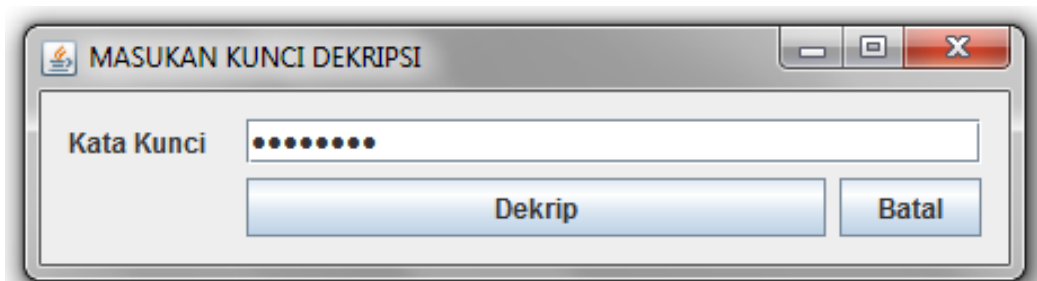 MASUKAN KUNCI DEKRIPSI
Kata Kunci ••••••••
Dekrip Batal